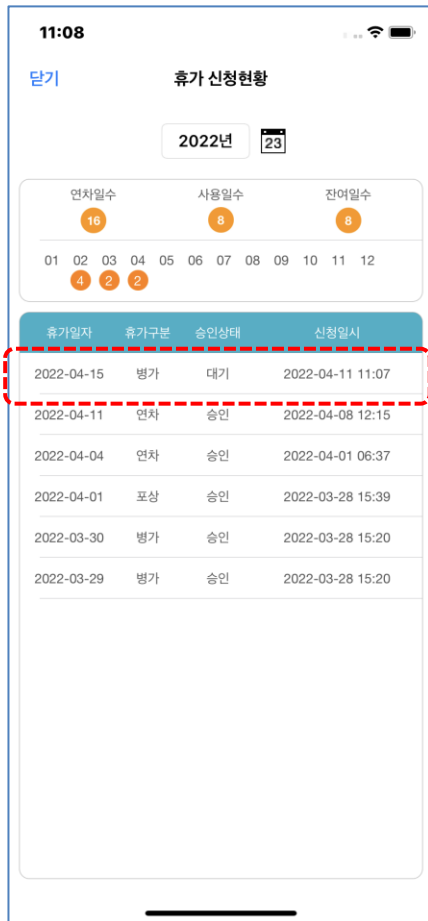 11:08
닫기 휴가 신청현황
2022년 23
연차일수 사용일수 잔여일수
16 8 8
01 02 03 04 05 06 07 08 09 10 11 12
4 2 2
휴가일자 휴가구분 승인상태 신청일시
2022-04-15 병가 대기 2022-04-11 11:07
2022-04-11 연차 승인 2022-04-08 12:15
2022-04-04 연차 승인 2022-04-01 06:37
2022-04-01 포상 승인 2022-03-28 15:39
2022-03-30 병가 승인 2022-03-28 15:20
2022-03-29 병가 승인 2022-03-28 15:20